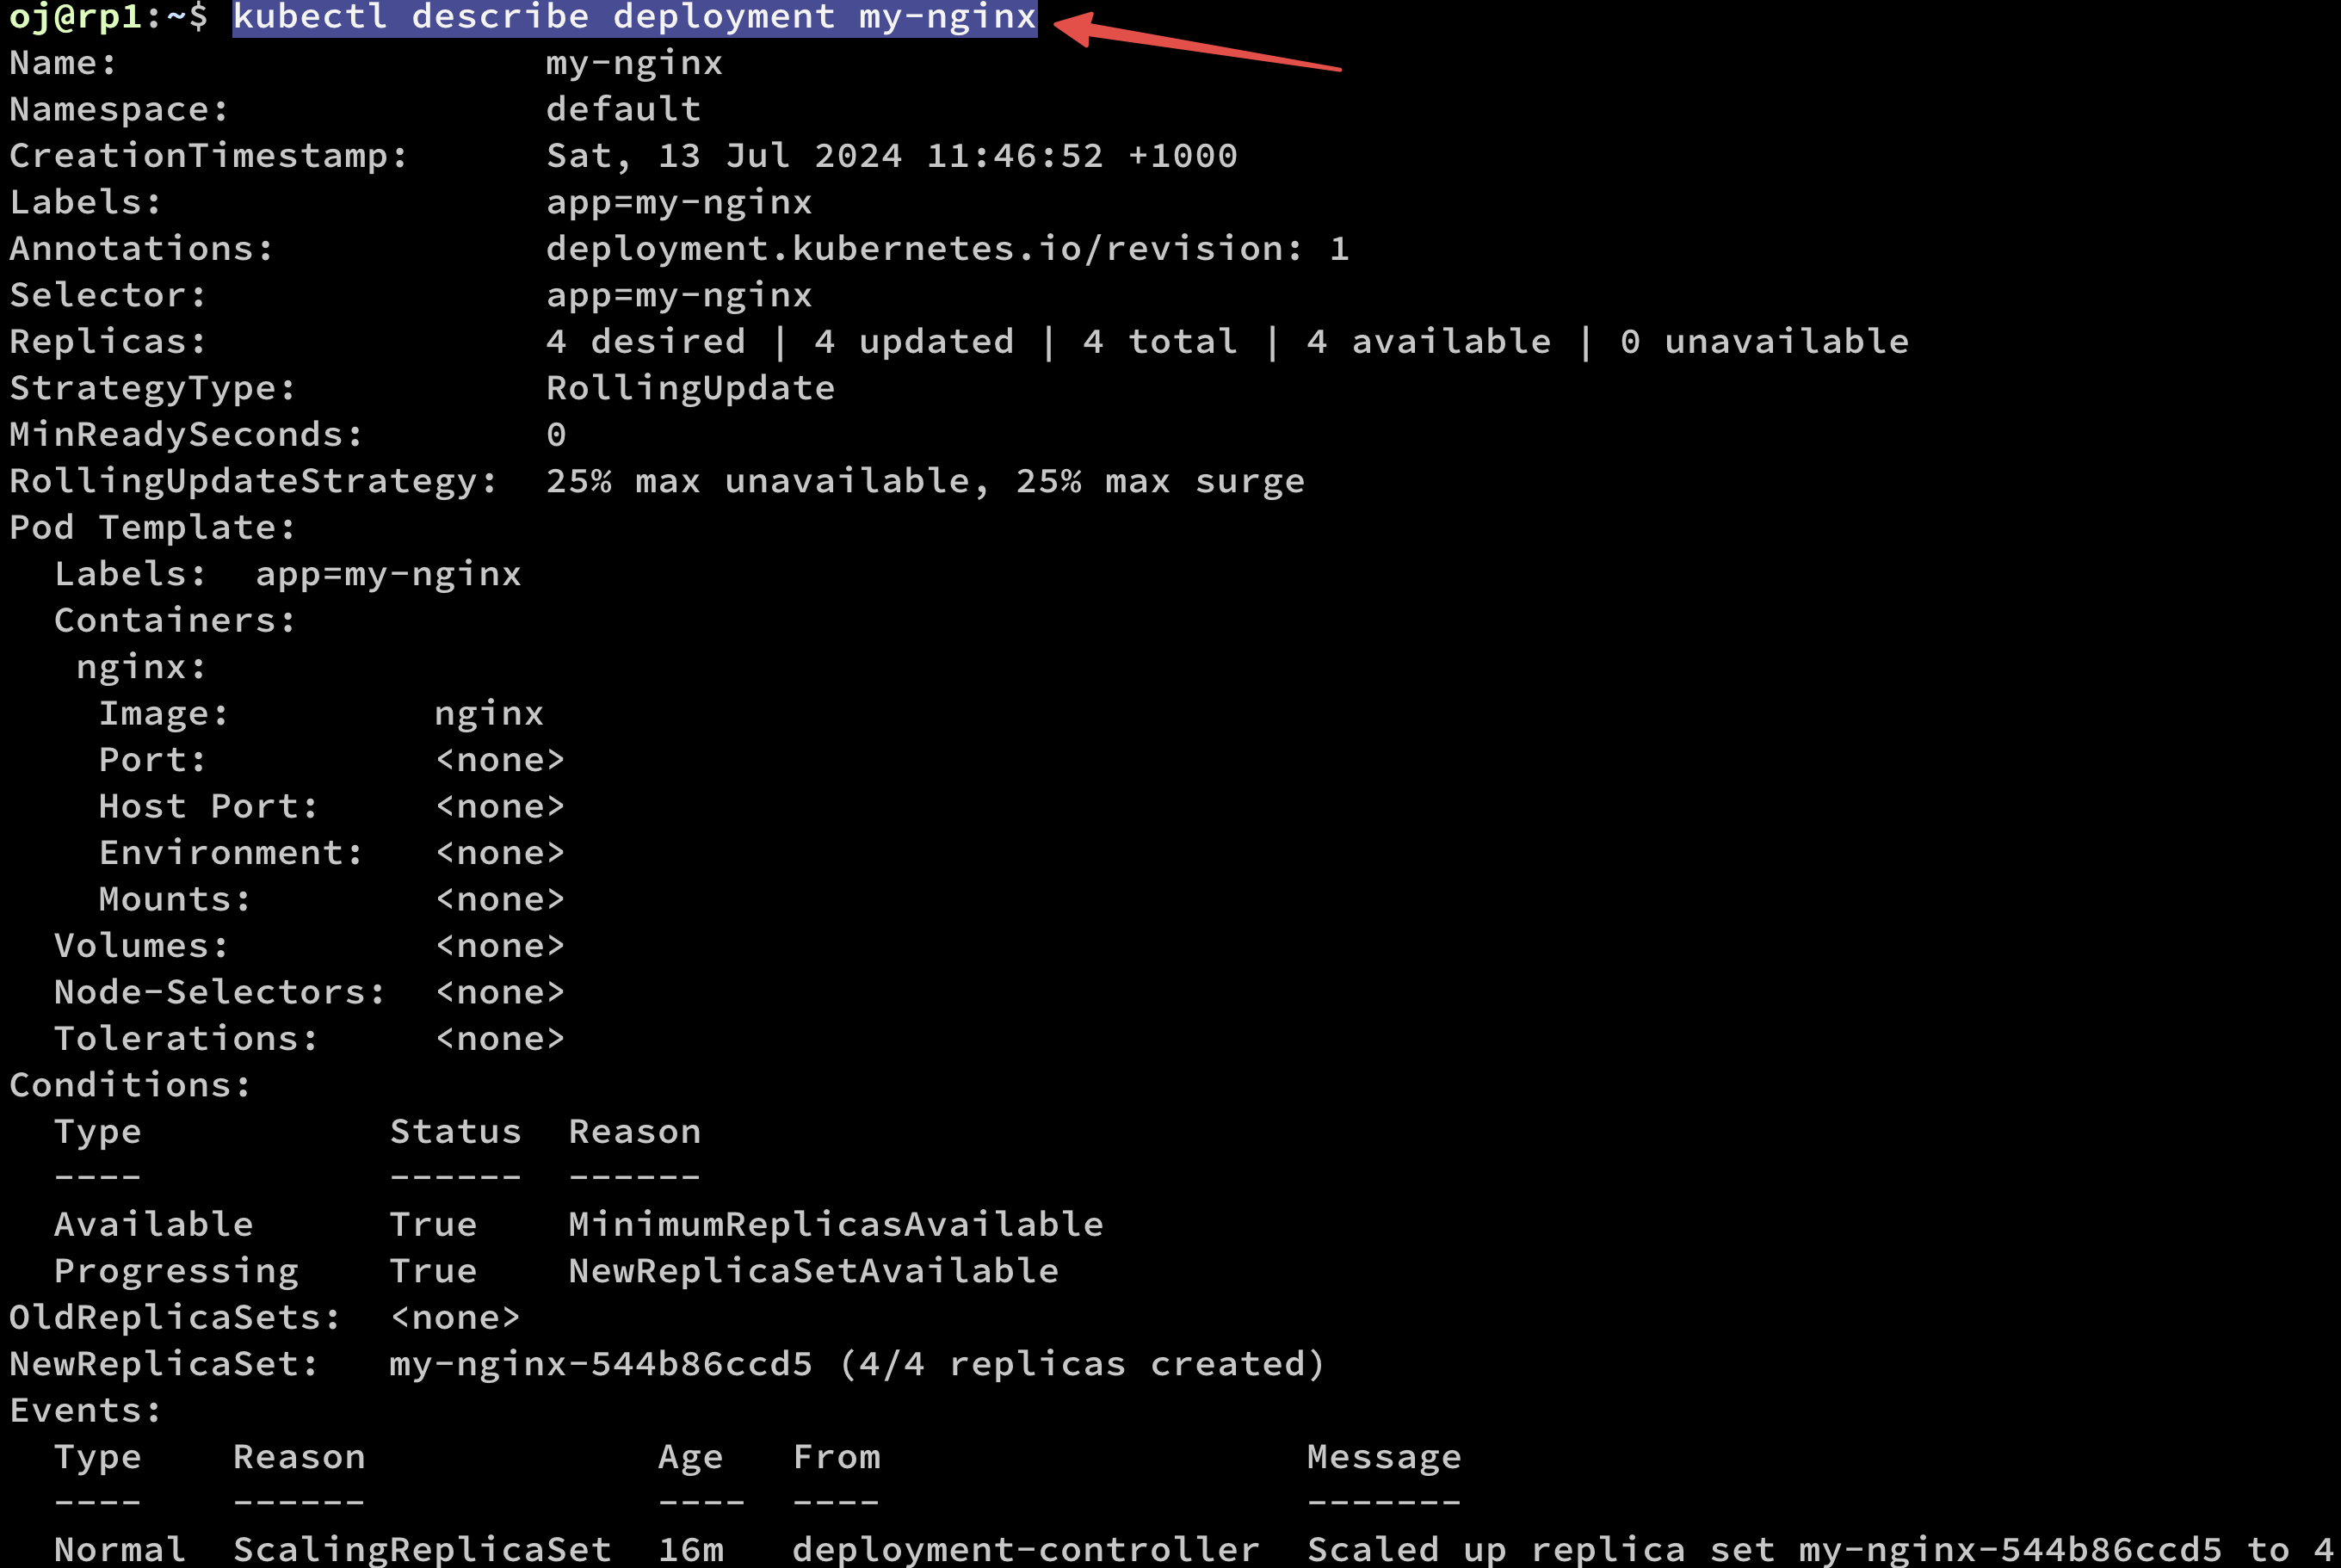 oj@rp1:~$ kubectl describe deployment my-nginx
Name:                   my-nginx
Namespace:              default
CreationTimestamp:      Sat, 13 Jul 2024 11:46:52 +1000
Labels:                 app=my-nginx
Annotations:            deployment.kubernetes.io/revision: 1
Selector:               app=my-nginx
Replicas:               4 desired | 4 updated | 4 total | 4 available | 0 unavailable
StrategyType:           RollingUpdate
MinReadySeconds:        0
RollingUpdateStrategy:  25% max unavailable, 25% max surge
Pod Template:
  Labels:  app=my-nginx
  Containers:
   nginx:
    Image:         nginx
    Port:          <none>
    Host Port:     <none>
    Environment:   <none>
    Mounts:        <none>
  Volumes:         <none>
  Node-Selectors:  <none>
  Tolerations:     <none>
Conditions:
  Type           Status  Reason
  ----           ------  ------
  Available      True    MinimumReplicasAvailable
  Progressing    True    NewReplicaSetAvailable
OldReplicaSets:  <none>
NewReplicaSet:   my-nginx-544b86ccd5 (4/4 replicas created)
Events:
  Type    Reason             Age   From                   Message
  ----    ------             ----  ----                   -------
  Normal  ScalingReplicaSet  16m   deployment-controller  Scaled up replica set my-nginx-544b86ccd5 to 4